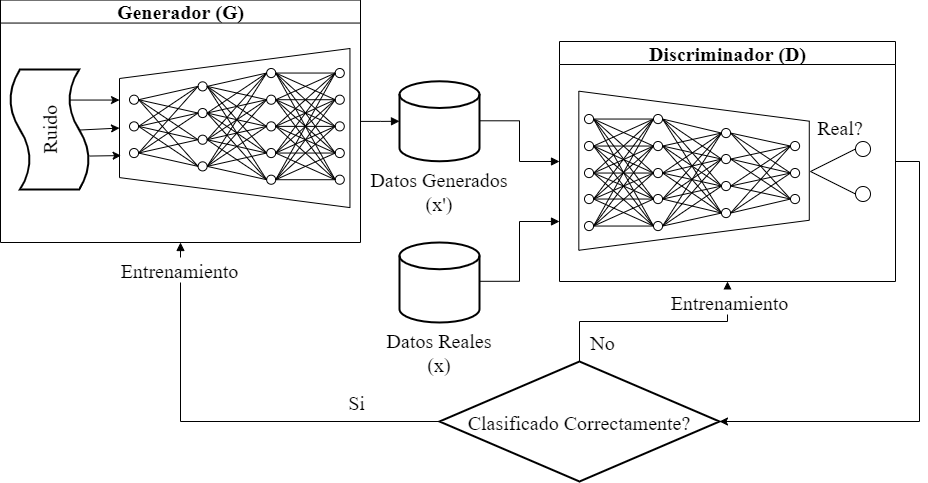 Generador (G)
Ruido
Datos Generados
(x')
Discriminador (D)
Real?
Entrenamiento
Datos Reales
(x)
Entrenamiento
No
Si
Clasificado Correctamente?